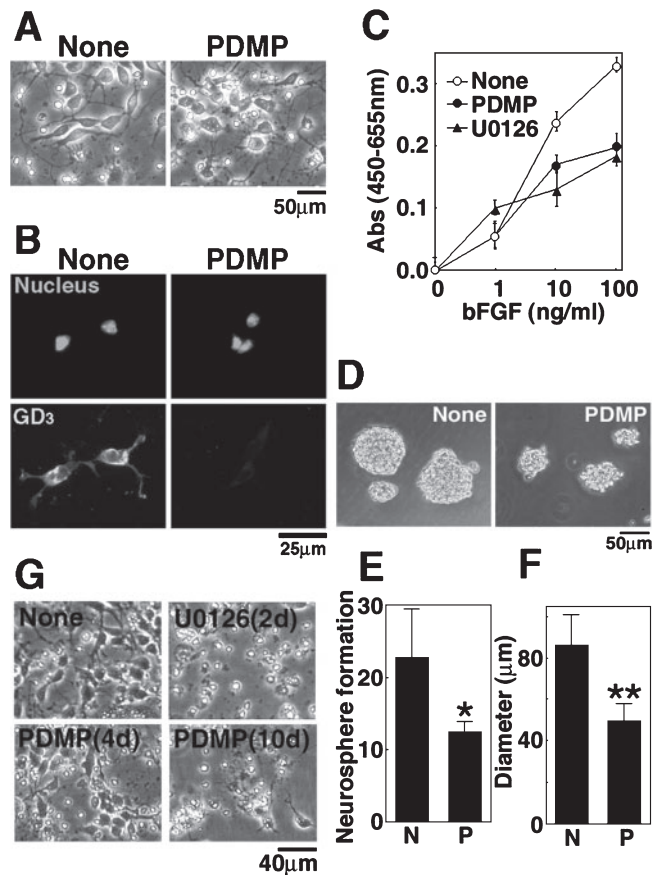 A
None PDMP
50μm
B
None PDMP
Nucleus
GD3
25μm
C
Abs (450-655nm)
0.3
0.2
0.1
0.0
None
PDMP
U0126
0 1 10 100
bFGF (ng/ml)
D
None PDMP
50μm
E
Neurosphere formation
30
20
10
0
*
N P
F
Diameter (μm)
80
40
0
**
N P
G
None U0126(2d)
PDMP(4d) PDMP(10d)
40μm